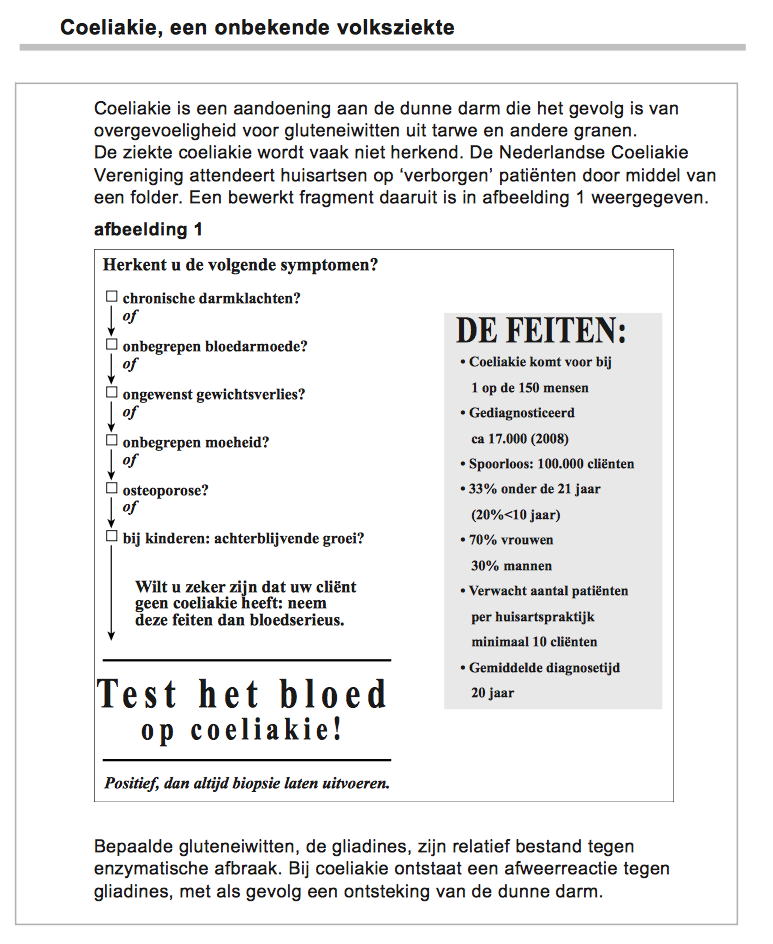 Coeliakie, een onbekende volksziekte
Coeliakie is een aandoening aan de dunne darm die het gevolg is van
overgevoeligheid voor gluteneiwitten uit tarwe en andere granen.
De ziekte coeliakie wordt vaak niet herkend. De Nederlandse Coeliakie
Vereniging attendeert huisartsen op ‘verborgen’ patiënten door middel van
een folder. Een bewerkt fragment daaruit is in afbeelding 1 weergegeven.
afbeelding 1
Herkent u de volgende symptomen?
chronische darmklachten?
of
onbegrepen bloedarmoede?
of
ongewenst gewichtsverlies?
of
onbegrepen moeheid?
of
osteoporose?
of
bij kinderen: achterblijvende groei?
Wilt u zeker zijn dat uw cliënt
geen coeliakie heeft: neem
deze feiten dan bloedserieus.
Test het bloed
op coeliakie!
Positief, dan altijd biopsie laten uitvoeren.
DE FEITEN:
• Coeliakie komt voor bij
1 op de 150 mensen
• Gediagnosticeerd
ca 17.000 (2008)
• Spoorloos: 100.000 cliënten
• 33% onder de 21 jaar
(20%<10 jaar)
• 70% vrouwen
30% mannen
• Verwacht aantal patiënten
per huisartspraktijk
minimaal 10 cliënten
• Gemiddelde diagnosetijd
20 jaar
Bepaalde gluteneiwitten, de gliadines, zijn relatief bestand tegen
enzymatische afbraak. Bij coeliakie ontstaat een afweerreactie tegen
gliadines, met als gevolg een ontsteking van de dunne darm.